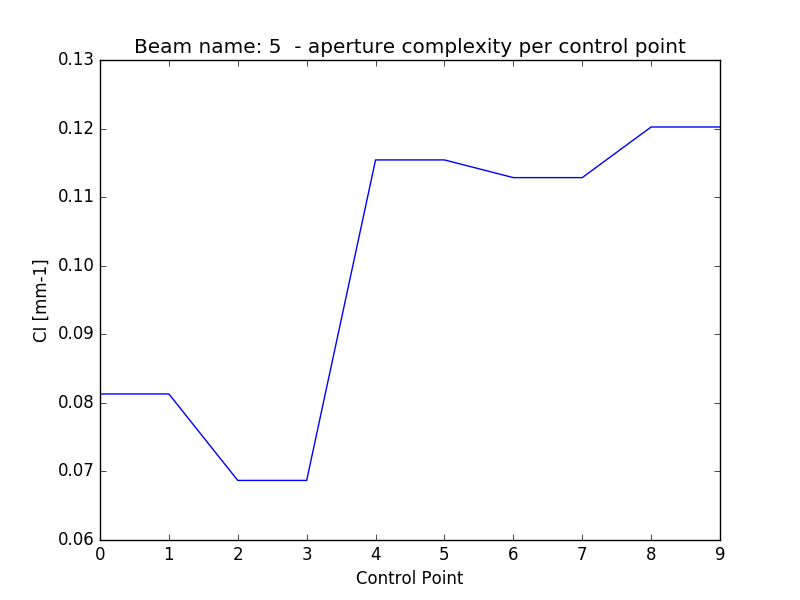 Beam name: 5  - aperture complexity per control point
0.13
0.12
0.11
0.10
0.09
0.08
0.07
0.06
CI [mm-1]
0 1 2 3 4 5 6 7 8 9
Control Point